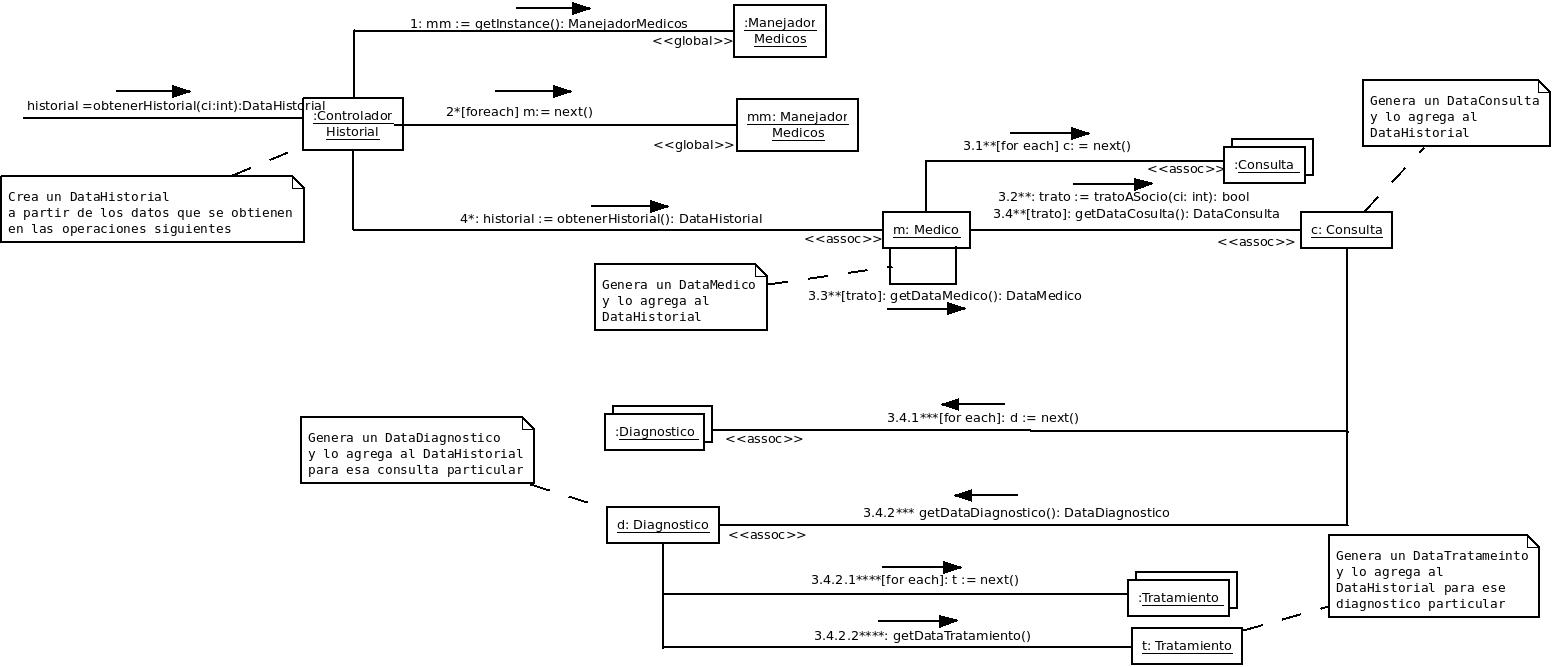 1: mm := getInstance(): ManejadorMedicos
<<global>>
:Manejador
Medicos
historial =obtenerHistorial(ci:int):DataHistorial
:Controlador
Historial
2*[foreach] m:= next()
<<global>>
mm: Manejador
Medicos
Genera un DataConsulta
y lo agrega al
DataHistorial
3.1**[for each] c: = next()
<<assoc>>
:Consulta
Crea un DataHistorial
a partir de los datos que se obtienen
en las operaciones siguientes
3.2**: trato := tratoASocio(ci: int): bool
3.4**[trato]: getDataCosulta(): DataConsulta
4*: historial := obtenerHistorial(): DataHistorial
<<assoc>>
m: Medico
<<assoc>>
c: Consulta
Genera un DataMedico
y lo agrega al
DataHistorial
3.3**[trato]: getDataMedico(): DataMedico
3.4.1***[for each]: d := next()
:Diagnostico
<<assoc>>
Genera un DataDiagnostico
y lo agrega al DataHistorial
para esa consulta particular
3.4.2*** getDataDiagnostico(): DataDiagnostico
d: Diagnostico
<<assoc>>
Genera un DataTratameinto
y lo agrega al
DataHistorial para ese
diagnostico particular
3.4.2.1****[for each]: t := next()
:Tratamiento
3.4.2.2****: getDataTratamiento()
t: Tratamiento